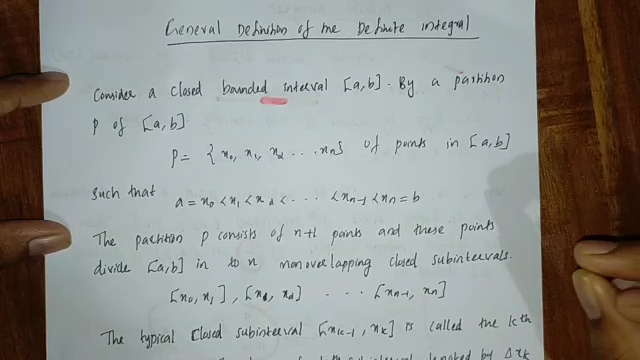 General Definition of the Definite integral
Consider a closed bounded interval [a,b]. By a partition
P of [a,b]
P = {x0, x1, x2 ... xn} of points in [a,b]
such that a = x0 < x1 < x2 < ... < xn-1 < xn = b
The partition P consists of n+1 points and these points
divide [a,b] in to n nonoverlapping closed subintervals.
[x0, x1], [x1, x2] ... [xn-1, xn]
The typical closed subinterval [xk-1, xk] is called the kth
denoted by Δxk